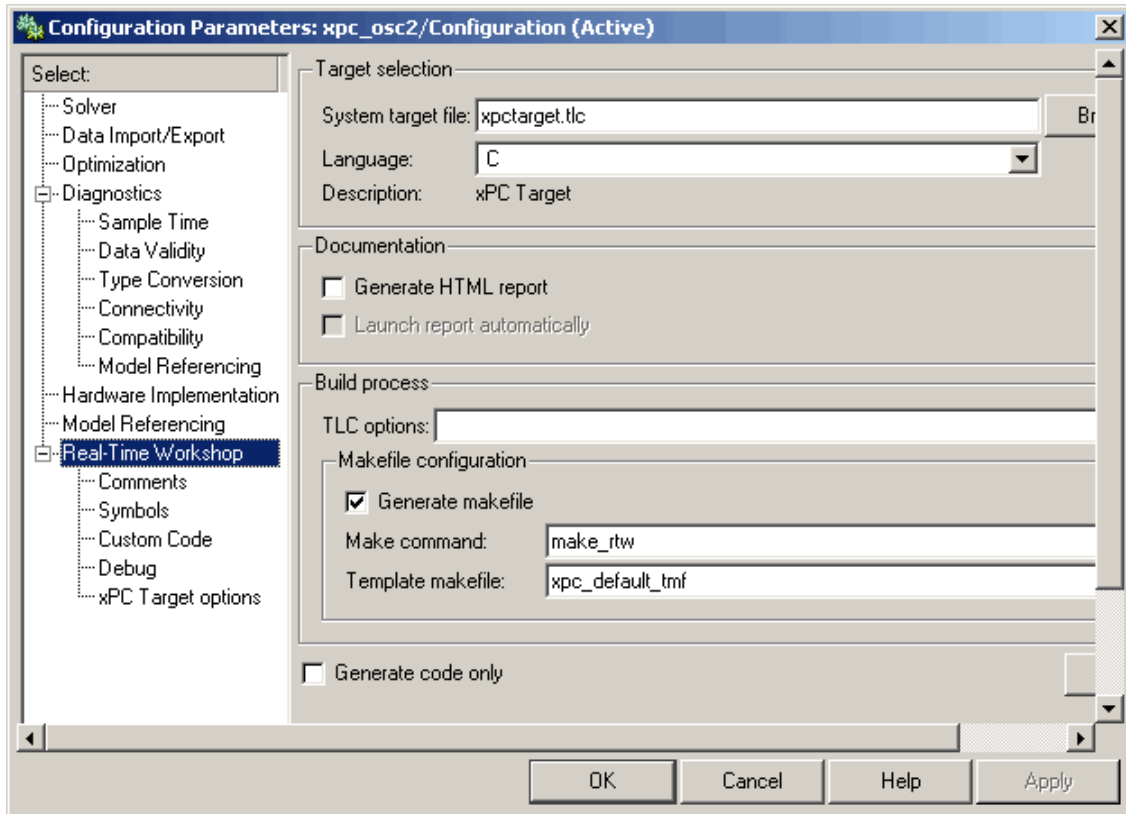 Configuration Parameters: xpc_osc2/Configuration (Active)
Select:
Solver
Data Import/Export
Optimization
Diagnostics
Sample Time
Data Validity
Type Conversion
Connectivity
Compatibility
Model Referencing
Hardware Implementation
Model Referencing
Real-Time Workshop
Comments
Symbols
Custom Code
Debug
xPC Target options
Target selection
System target file: xpctarget.tlc Br
Language: C
Description: xPC Target
Documentation
Generate HTML report
Launch report automatically
Build process
TLC options:
Makefile configuration
Generate makefile
Make command: make_rtw
Template makefile: xpc_default_tmf
Generate code only
OK Cancel Help Apply